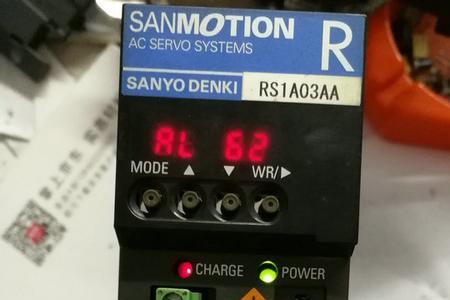 SANMOTION
AC SERVO SYSTEMS
R
SANYO DENKI
RS1A03AA
AL 62
MODE ▲ ▼ WR/▶
CHARGE
POWER